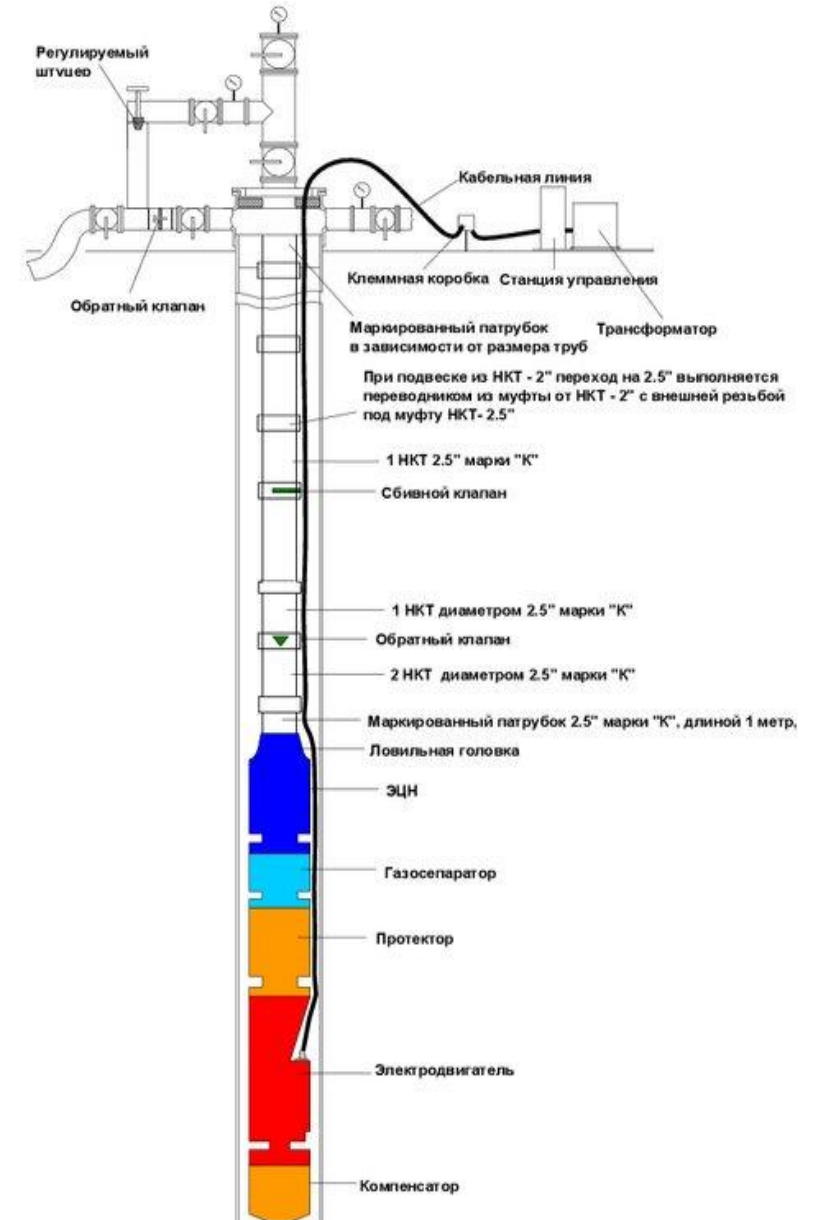 Регулируемый
штуцер
Кабельная линия
Клеммная коробка
Станция управления
Обратный клапан
Трансформатор
Маркированный патрубок
в зависимости от размера труб
При подвеске из НКТ - 2" переход на 2.5" выполняется
переводником из муфты от НКТ - 2" с внешней резьбой
под муфту НКТ- 2.5"
1 НКТ 2.5" марки "К"
Сбивной клапан
1 НКТ диаметром 2.5" марки "К"
Обратный клапан
2 НКТ диаметром 2.5" марки "К"
Маркированный патрубок 2.5" марки "К", длиной 1 метр,
Ловильная головка
ЭЦН
Газосепаратор
Протектор
Электродвигатель
Компенсатор